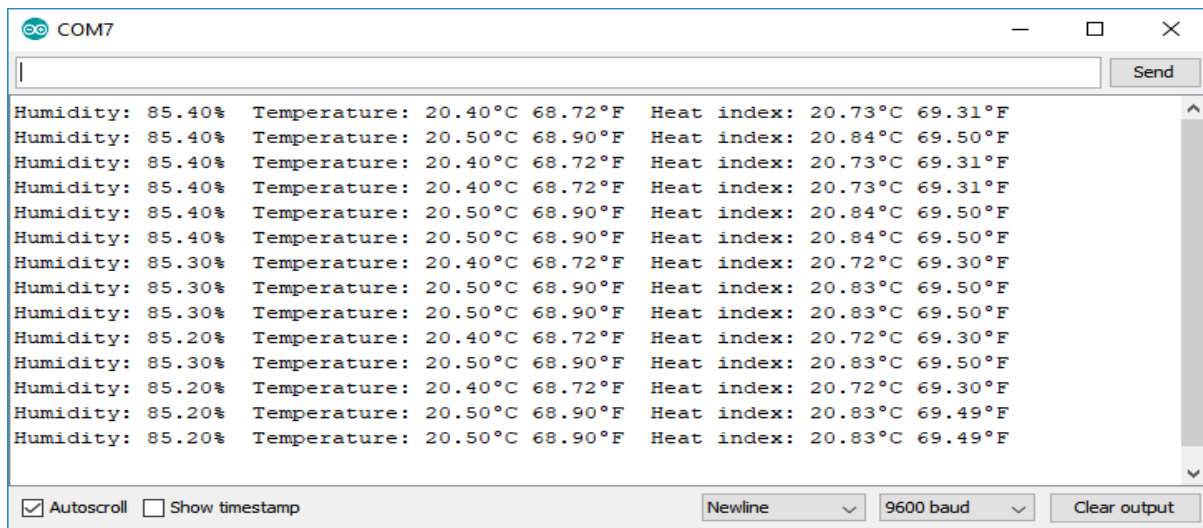 COM7
Send
Humidity: 85.40%  Temperature: 20.40°C 68.72°F  Heat index: 20.73°C 69.31°F
Humidity: 85.40%  Temperature: 20.50°C 68.90°F  Heat index: 20.84°C 69.50°F
Humidity: 85.40%  Temperature: 20.40°C 68.72°F  Heat index: 20.73°C 69.31°F
Humidity: 85.40%  Temperature: 20.40°C 68.72°F  Heat index: 20.73°C 69.31°F
Humidity: 85.40%  Temperature: 20.50°C 68.90°F  Heat index: 20.84°C 69.50°F
Humidity: 85.40%  Temperature: 20.50°C 68.90°F  Heat index: 20.84°C 69.50°F
Humidity: 85.30%  Temperature: 20.40°C 68.72°F  Heat index: 20.72°C 69.30°F
Humidity: 85.30%  Temperature: 20.50°C 68.90°F  Heat index: 20.83°C 69.50°F
Humidity: 85.30%  Temperature: 20.50°C 68.90°F  Heat index: 20.83°C 69.50°F
Humidity: 85.20%  Temperature: 20.40°C 68.72°F  Heat index: 20.72°C 69.30°F
Humidity: 85.30%  Temperature: 20.50°C 68.90°F  Heat index: 20.83°C 69.50°F
Humidity: 85.20%  Temperature: 20.40°C 68.72°F  Heat index: 20.72°C 69.30°F
Humidity: 85.20%  Temperature: 20.50°C 68.90°F  Heat index: 20.83°C 69.49°F
Humidity: 85.20%  Temperature: 20.50°C 68.90°F  Heat index: 20.83°C 69.49°F
Autoscroll Show timestamp Newline 9600 baud Clear output